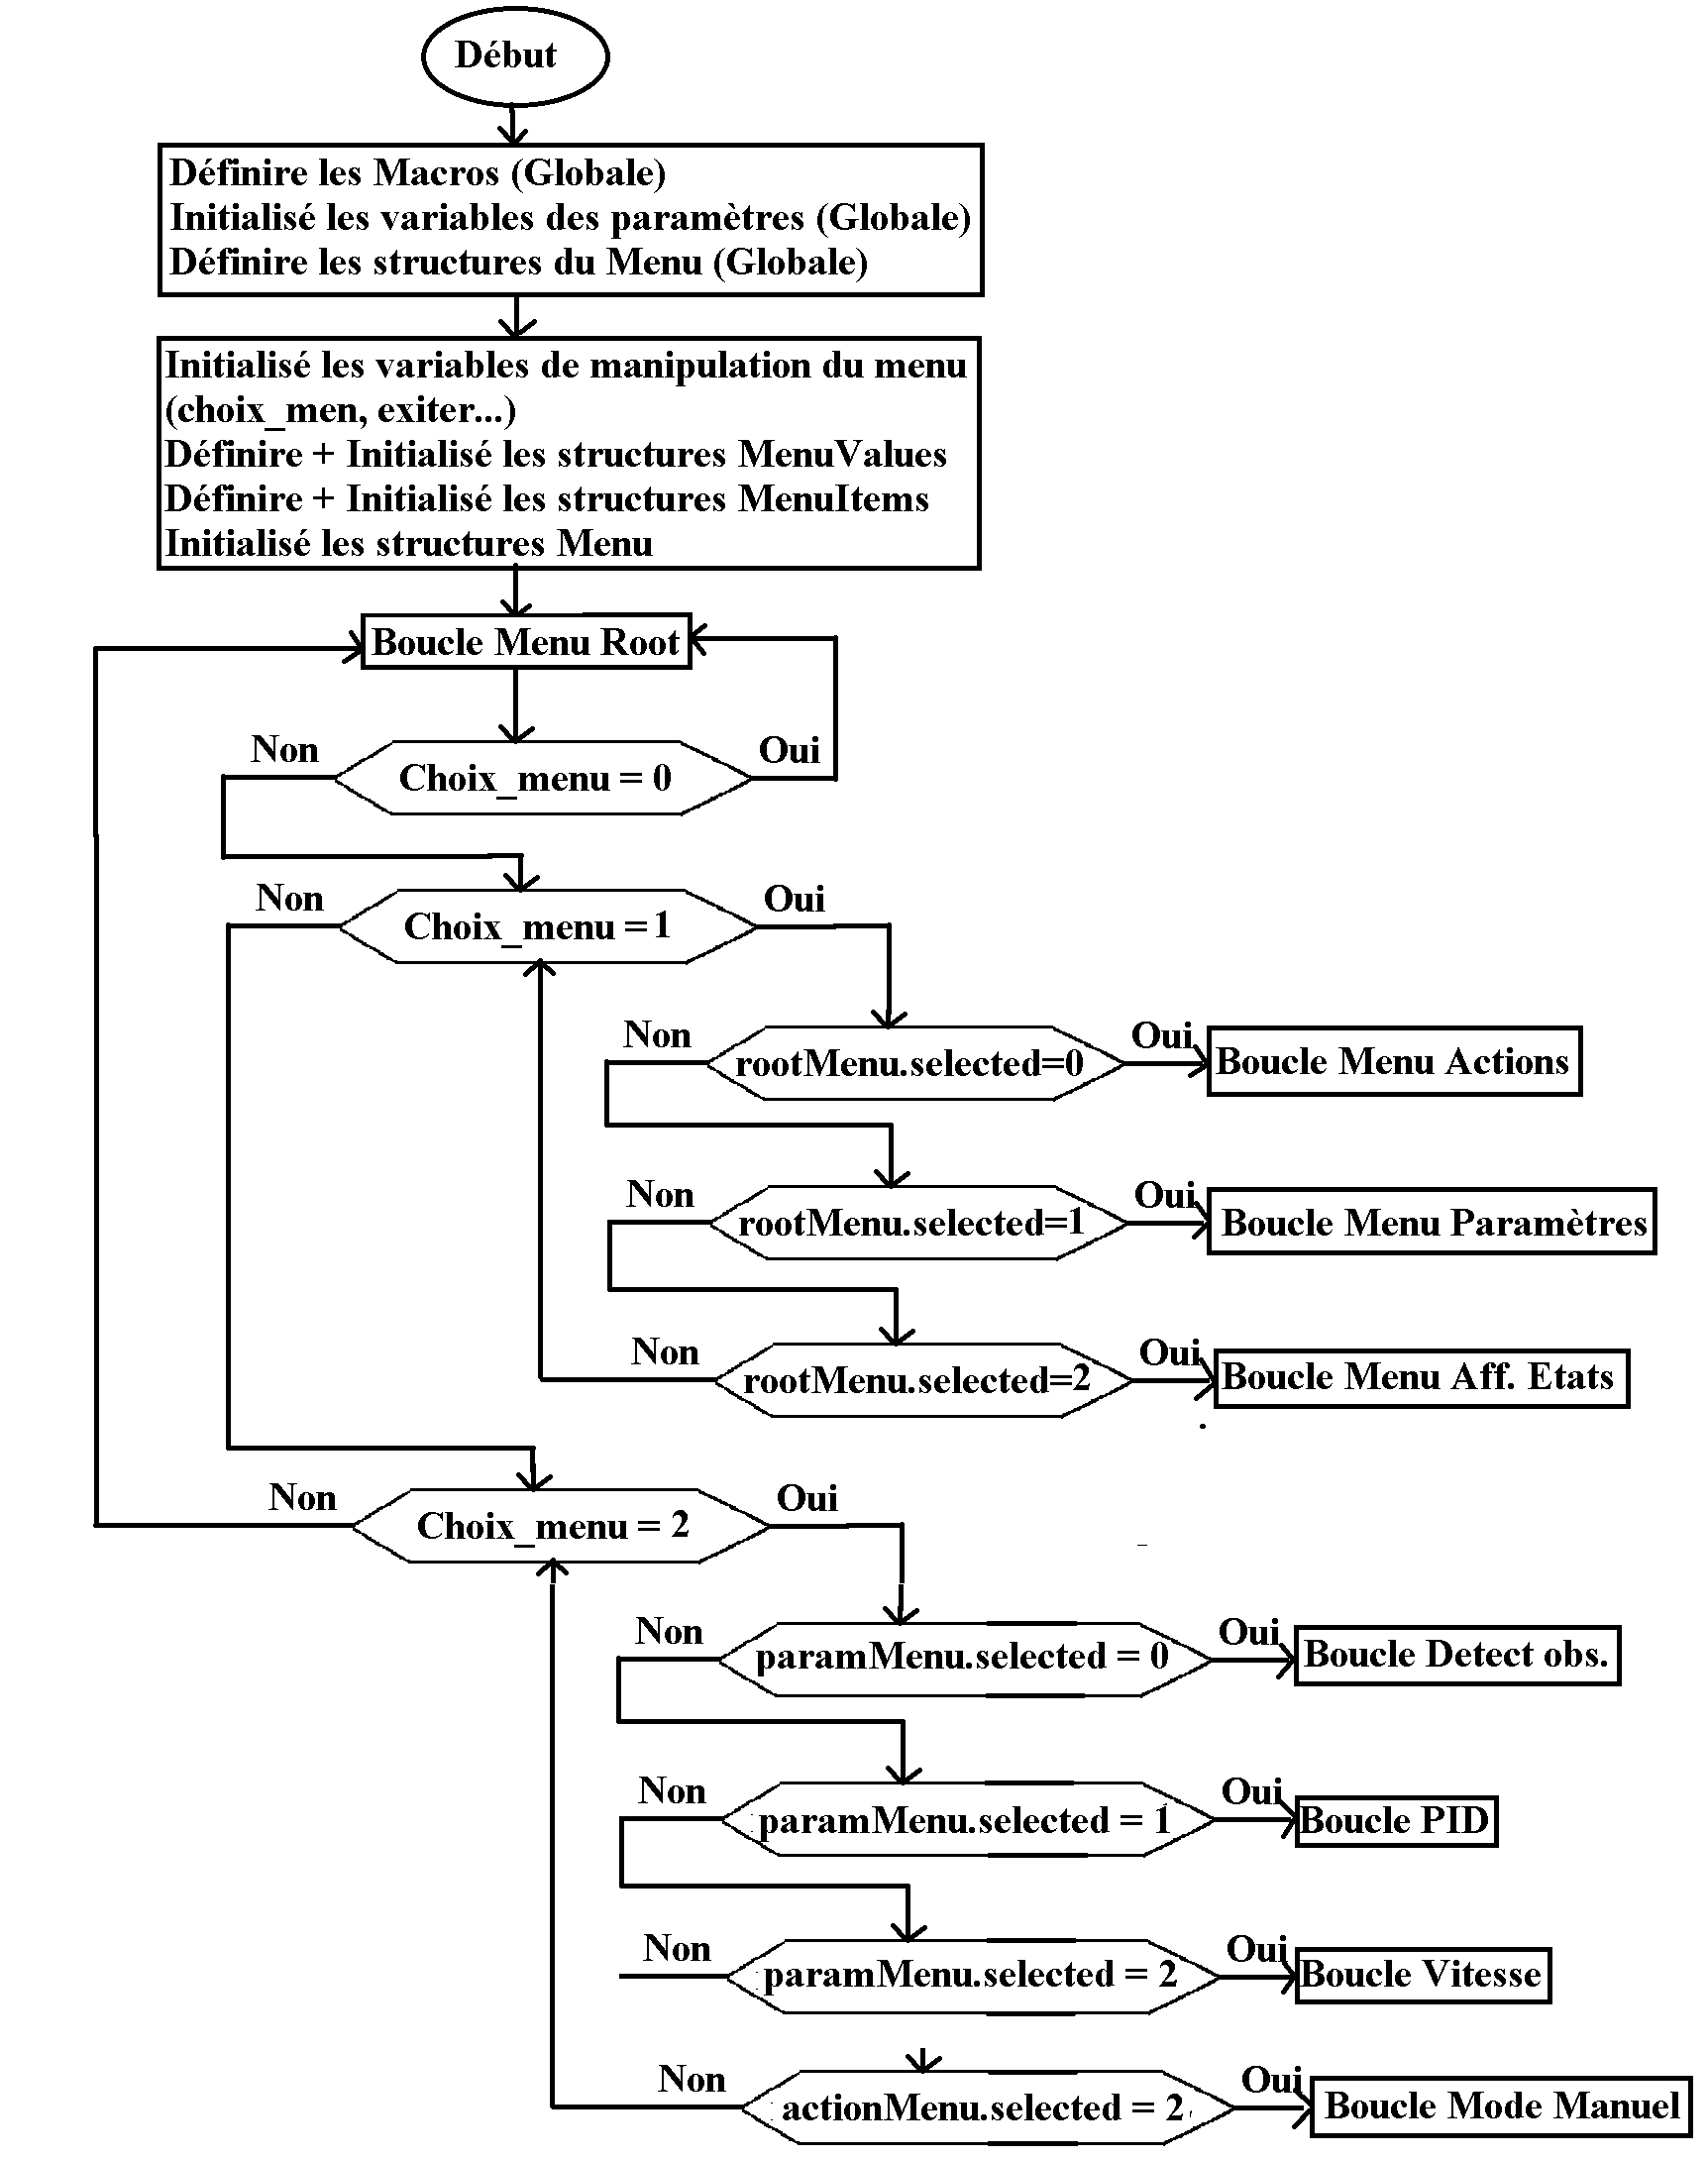 Début
Définire les Macros (Globale)
Initialisé les variables des paramètres (Globale)
Définire les structures du Menu (Globale)
Initialisé les variables de manipulation du menu
(choix_men, exiter...)
Définire + Initialisé les structures MenuValues
Définire + Initialisé les structures MenuItems
Initialisé les structures Menu
Boucle Menu Root
Non
Choix_menu = 0
Oui
Non
Choix_menu = 1
Oui
Non
rootMenu.selected=0
Oui
Boucle Menu Actions
Non
rootMenu.selected=1
Oui
Boucle Menu Paramètres
Non
rootMenu.selected=2
Oui
Boucle Menu Aff. Etats
Non
Choix_menu = 2
Oui
Non
paramMenu.selected = 0
Oui
Boucle Detect obs.
Non
paramMenu.selected = 1
Oui
Boucle PID
Non
paramMenu.selected = 2
Oui
Boucle Vitesse
Non
actionMenu.selected = 2
Oui
Boucle Mode Manuel